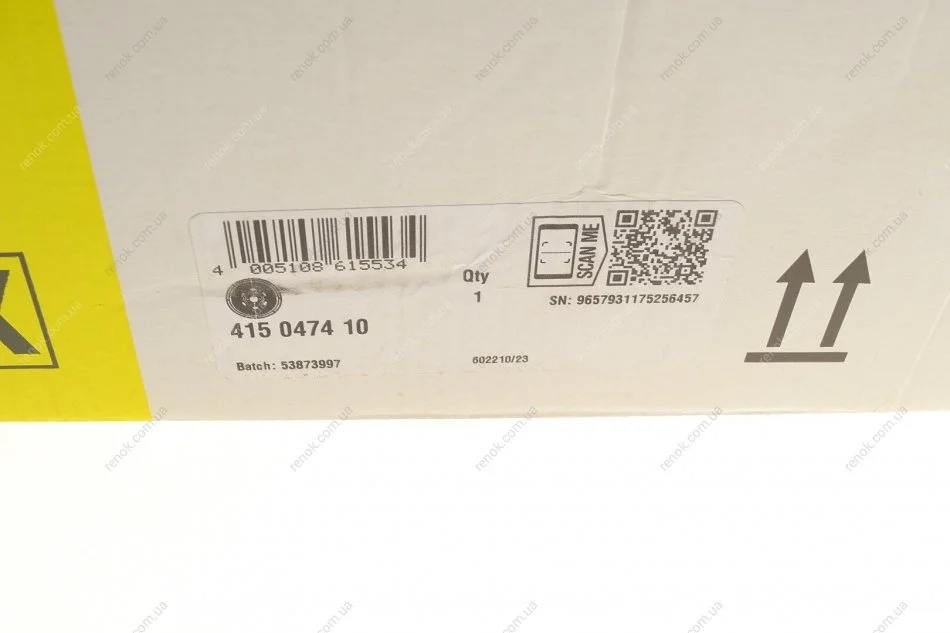 4 005108 615534
Qty
1
SCAN ME
SN: 9657931175256457
415 0474 10
Batch: 53873997
602210/23
renok.com.ua